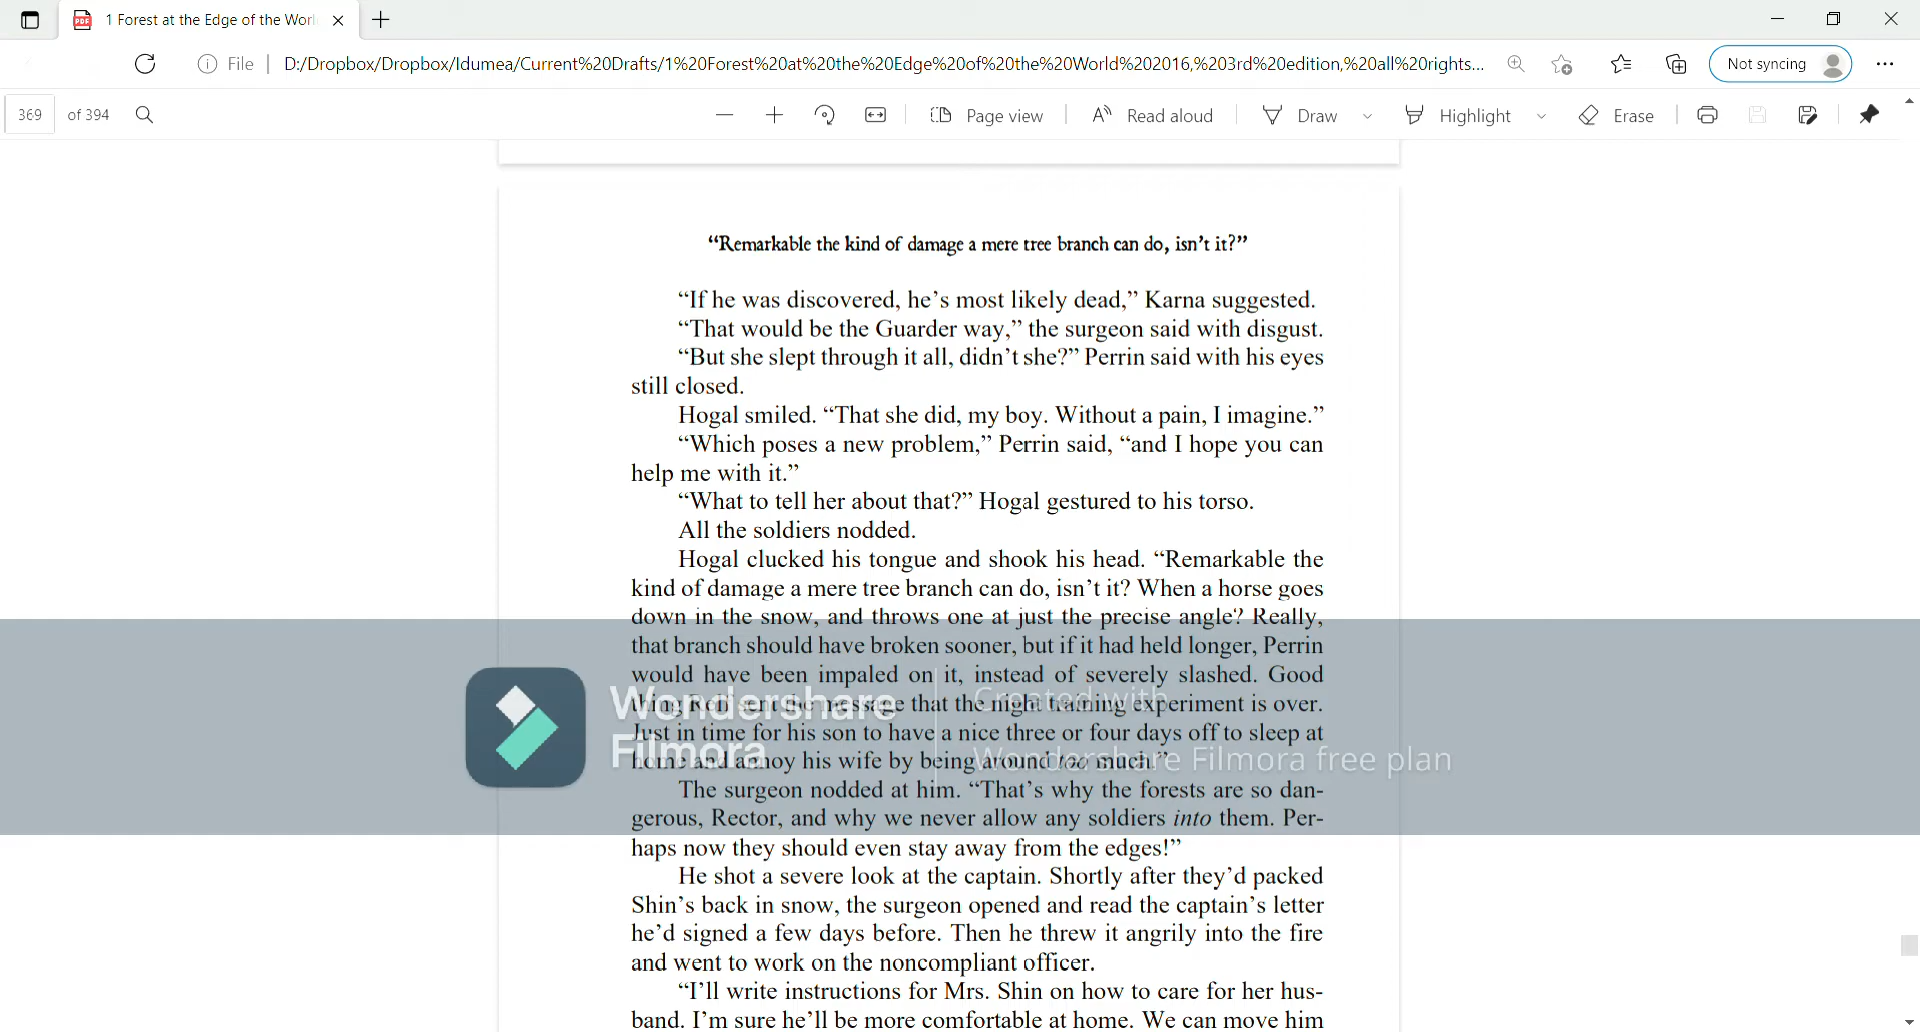 1 Forest at the Edge of the Worl
File
D:/Dropbox/Dropbox/Idumea/Current%20Drafts/1%20Forest%20at%20the%20Edge%20of%20the%20World%202016,%203rd%20edition,%20all%20rights...
Not syncing
369 of 394
Page view
Read aloud
Draw
Highlight
Erase
“Remarkable the kind of damage a mere tree branch can do, isn’t it?”
“If he was discovered, he’s most likely dead,” Karna suggested.
“That would be the Guarder way,” the surgeon said with disgust.
“But she slept through it all, didn’t she?” Perrin said with his eyes
still closed.
Hogal smiled. “That she did, my boy. Without a pain, I imagine.”
“Which poses a new problem,” Perrin said, “and I hope you can
help me with it.”
“What to tell her about that?” Hogal gestured to his torso.
All the soldiers nodded.
Hogal clucked his tongue and shook his head. “Remarkable the
kind of damage a mere tree branch can do, isn’t it? When a horse goes
down in the snow, and throws one at just the precise angle? Really,
that branch should have broken sooner, but if it had held longer, Perrin
would have been impaled on it, instead of severely slashed. Good
thing Relf sent the message that the night training experiment is over.
Just in time for his son to have a nice three or four days off to sleep at
home and annoy his wife by being around too much.”
Wondershare
Filmora
Created with
Wondershare Filmora free plan
The surgeon nodded at him. “That’s why the forests are so dan-
gerous, Rector, and why we never allow any soldiers into them. Per-
haps now they should even stay away from the edges!”
He shot a severe look at the captain. Shortly after they’d packed
Shin’s back in snow, the surgeon opened and read the captain’s letter
he’d signed a few days before. Then he threw it angrily into the fire
and went to work on the noncompliant officer.
“I’ll write instructions for Mrs. Shin on how to care for her hus-
band. I’m sure he’ll be more comfortable at home. We can move him